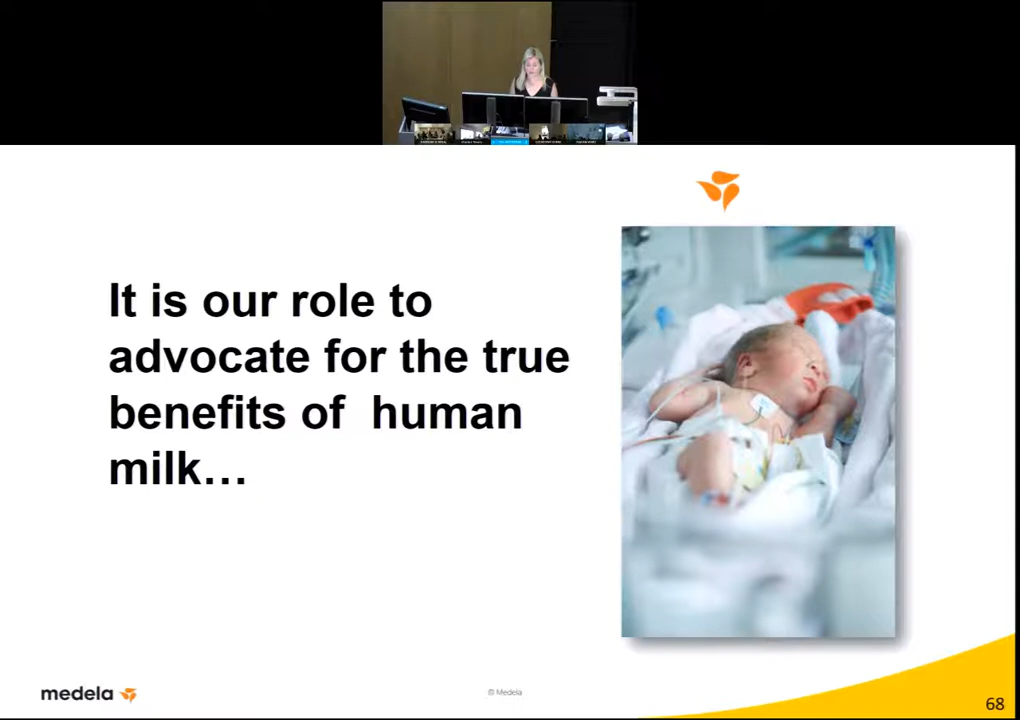 It is our role to
advocate for the true
benefits of  human
milk…
medela
© Medela
68